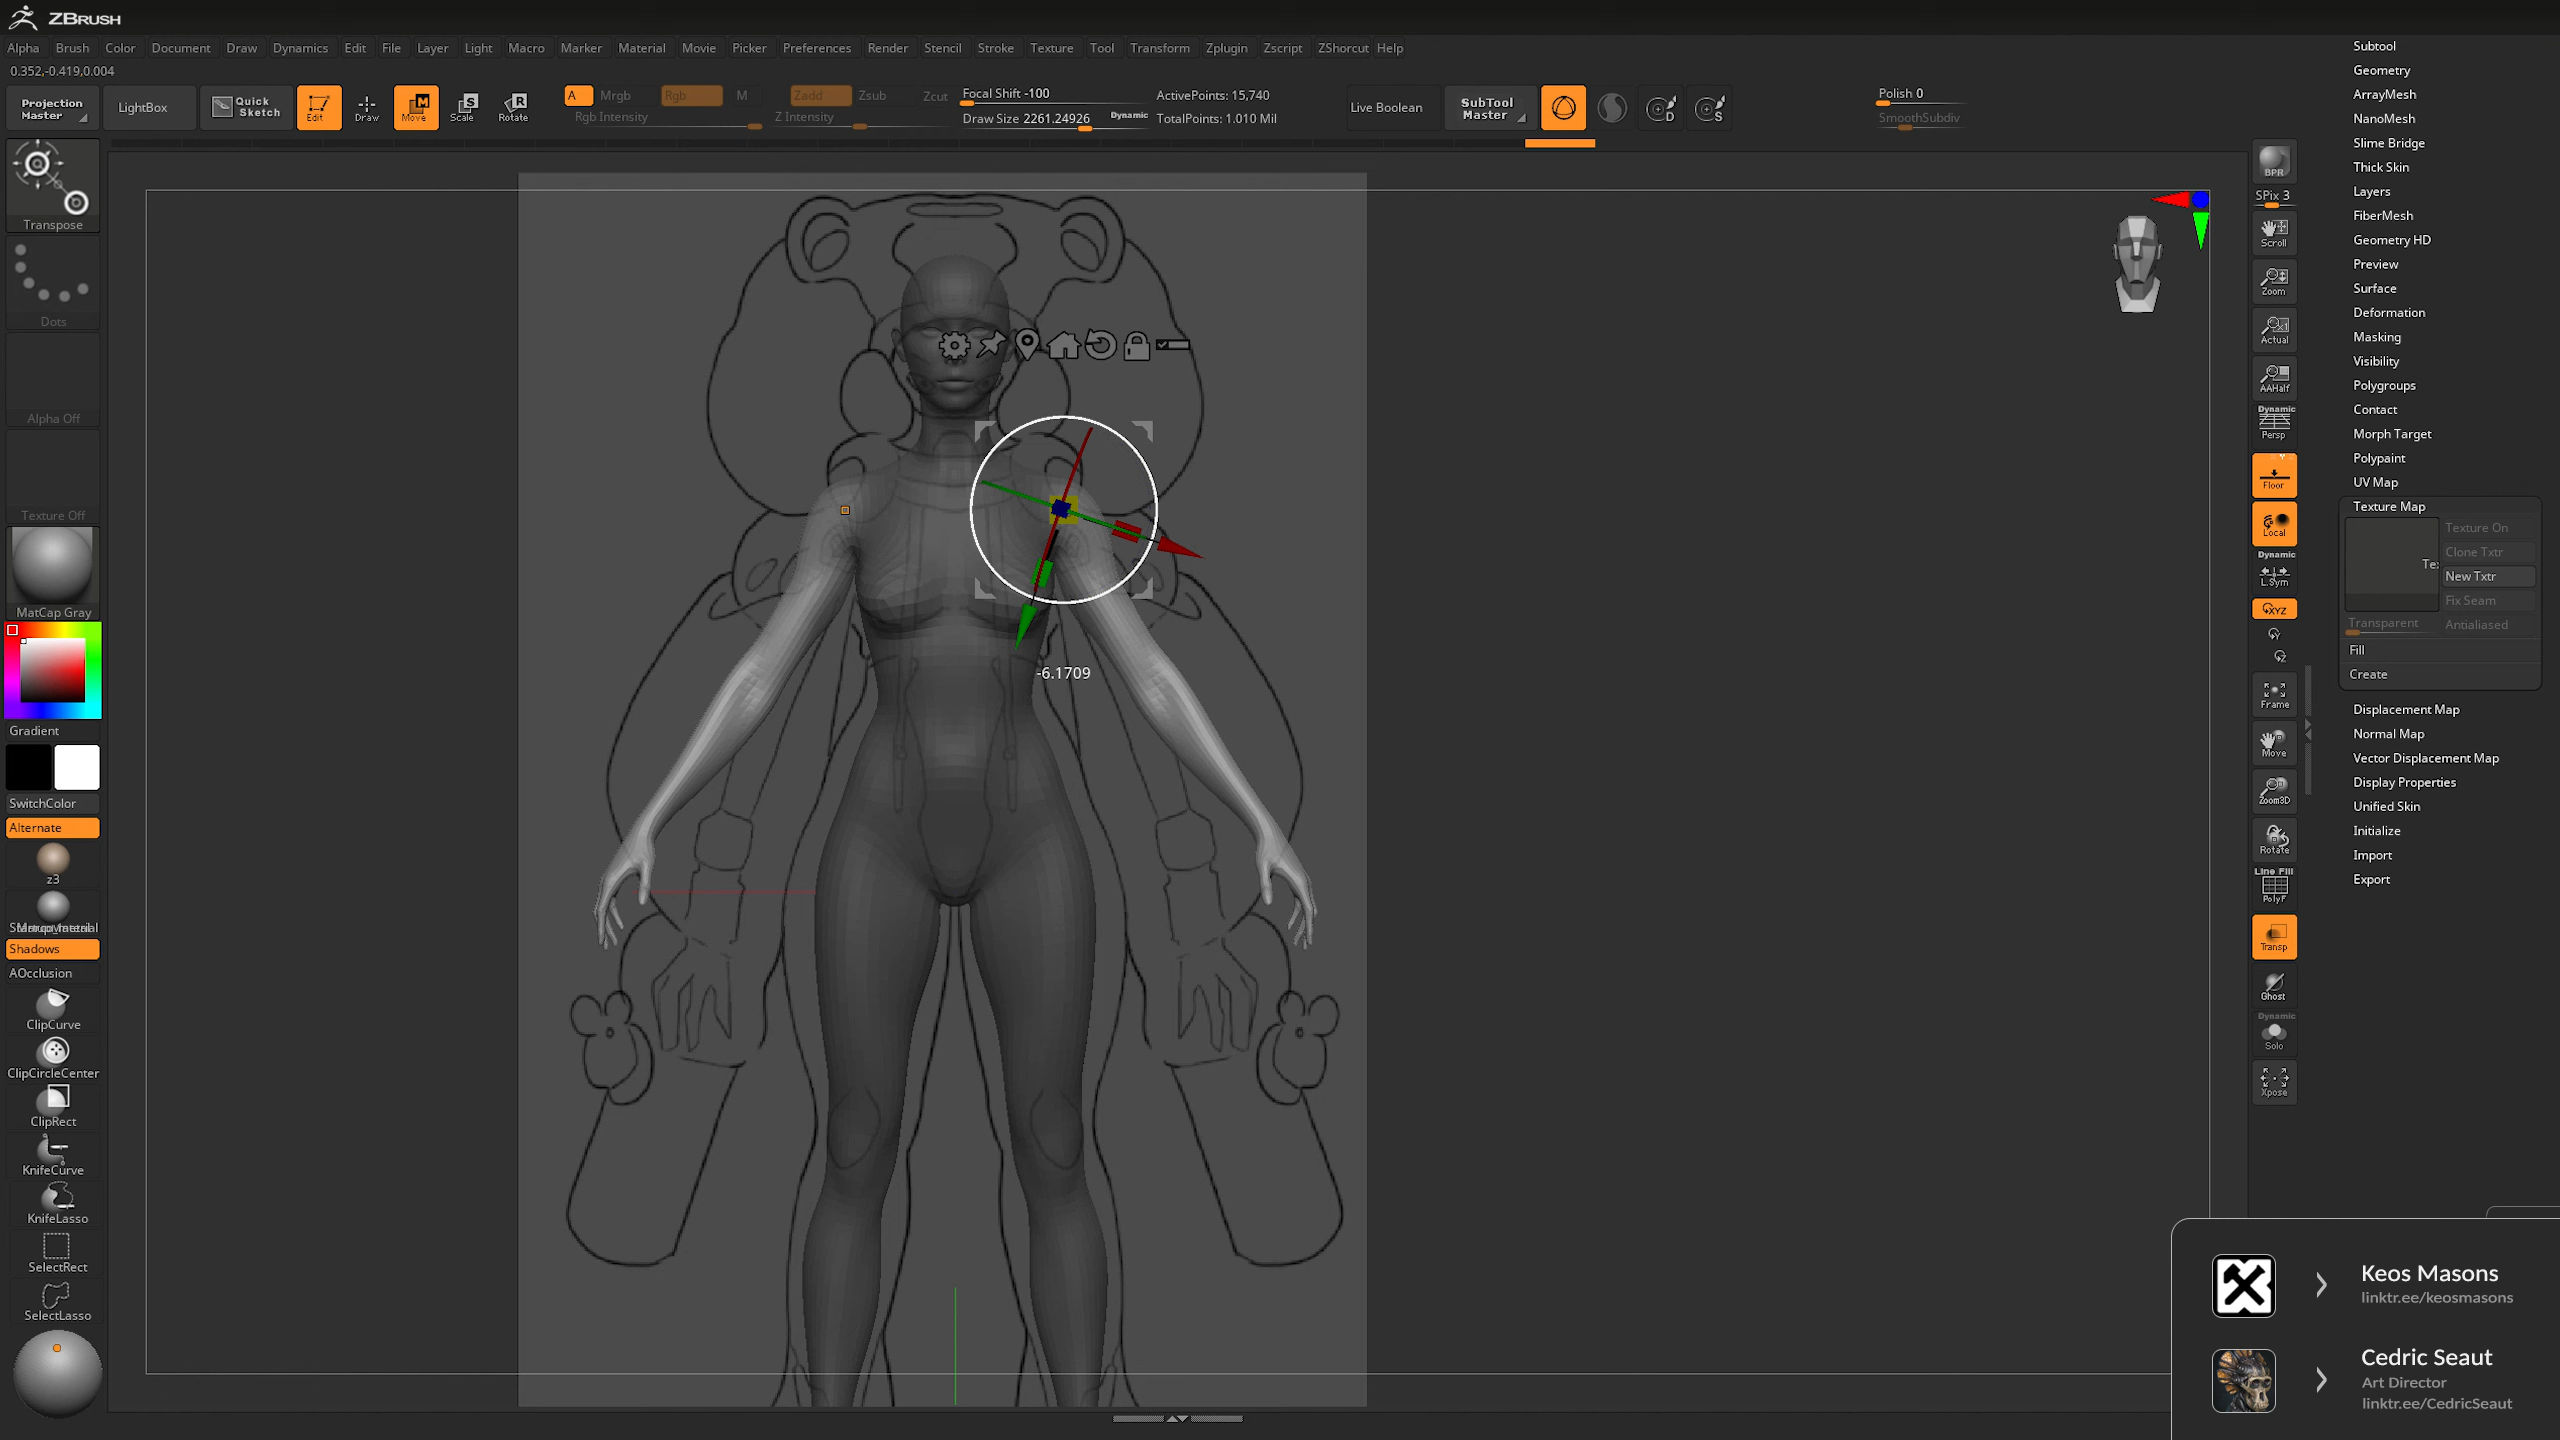 ZBRUSH
Alpha Brush Color Document Draw Dynamics Edit File Layer Light Macro Marker Material Movie Picker Preferences Render Stencil Stroke Texture Tool Transform Zplugin Zscript ZShortcut Help
0.352,-0.419,0.004
Projection Master
LightBox
Quick Sketch
Edit
Draw
Move
Scale
Rotate
A Mrgb Rgb M
Rgb Intensity
Zadd Zsub Zcut
Z Intensity
Focal Shift -100
Draw Size 2261.24926 Dynamic
ActivePoints: 15,740
TotalPoints: 1.010 Mil
Live Boolean
SubTool Master
Polish 0
SmoothSubdiv
Transpose
Dots
Alpha Off
Texture Off
MatCap Gray
Gradient
SwitchColor
Alternate
z3
Shadows
AOcclusion
ClipCurve
ClipCircleCenter
ClipRect
KnifeCurve
KnifeLasso
SelectRect
SelectLasso
-6.1709
BPR
SPix 3
Scroll
Zoom
Actual
AAHalf
Dynamic
Persp
Floor
Local
Dynamic
L.Sym
XYZ
Y
Z
Frame
Move
Zoom3D
Rotate
Line Fill
PolyF
Transp
Ghost
Dynamic
Solo
Xpose
Subtool
Geometry
ArrayMesh
NanoMesh
Slime Bridge
Thick Skin
Layers
FiberMesh
Geometry HD
Preview
Surface
Deformation
Masking
Visibility
Polygroups
Contact
Morph Target
Polypaint
UV Map
Texture Map
Texture On
Clone Txtr
New Txtr
Fix Seam
Transparent Antialiased
Fill
Create
Displacement Map
Normal Map
Vector Displacement Map
Display Properties
Unified Skin
Initialize
Import
Export
Keos Masons
linktr.ee/keosmasons
Cedric Seaut
Art Director
linktr.ee/CedricSeaut